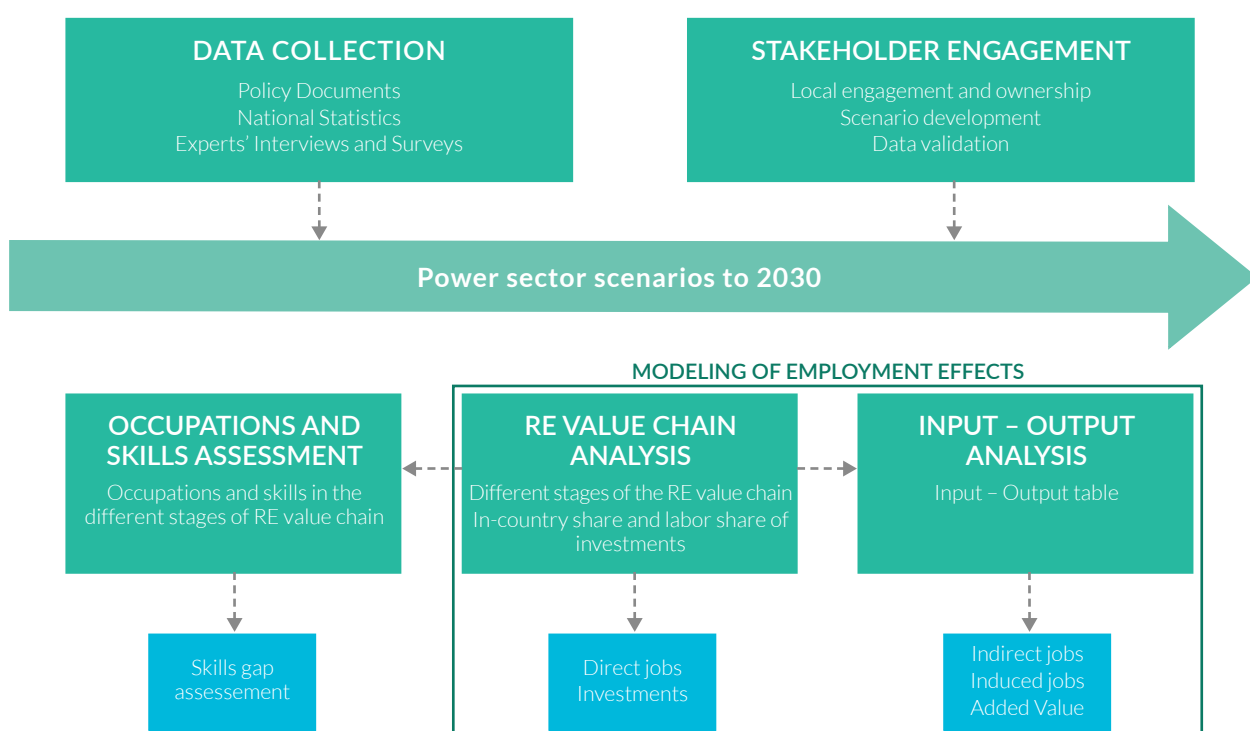 DATA COLLECTION
Policy Documents
National Statistics
Experts’ Interviews and Surveys
STAKEHOLDER ENGAGEMENT
Local engagement and ownership
Scenario development
Data validation
Power sector scenarios to 2030
MODELING OF EMPLOYMENT EFFECTS
OCCUPATIONS AND
SKILLS ASSESSMENT
Occupations and skills in the
different stages of RE value chain
RE VALUE CHAIN
ANALYSIS
Different stages of the RE value chain
In-country share and labor share of
investments
INPUT – OUTPUT
ANALYSIS
Input – Output table
Skills gap
assessement
Direct jobs
Investments
Indirect jobs
Induced jobs
Added Value